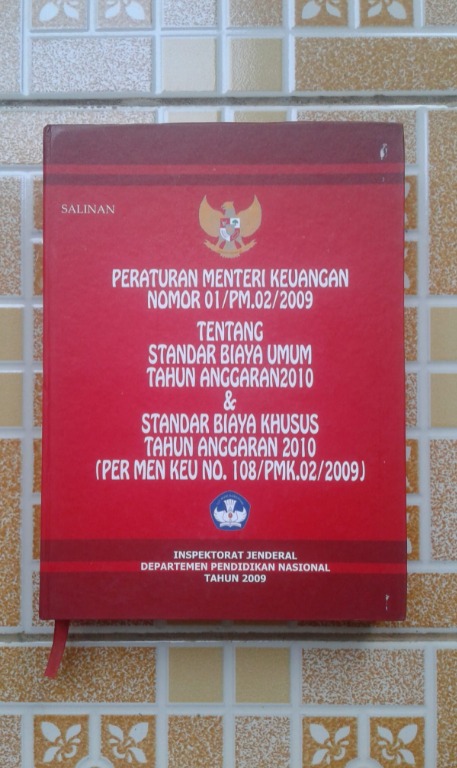 SALINAN
PERATURAN MENTERI KEUANGAN
NOMOR 01/PM.02/2009
TENTANG
STANDAR BIAYA UMUM
TAHUN ANGGARAN2010
&
STANDAR BIAYA KHUSUS
TAHUN ANGGARAN 2010
(PER MEN KEU NO. 108/PMK.02/2009)
INSPEKTORAT JENDERAL
DEPARTEMEN PENDIDIKAN NASIONAL
TAHUN 2009